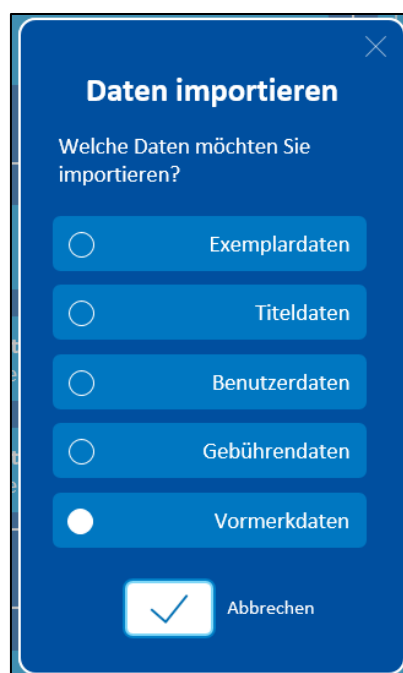 Daten importieren
Welche Daten möchten Sie
importieren?
Exemplardaten
Titeldaten
Benutzerdaten
Gebührendaten
Vormerkdaten
Abbrechen